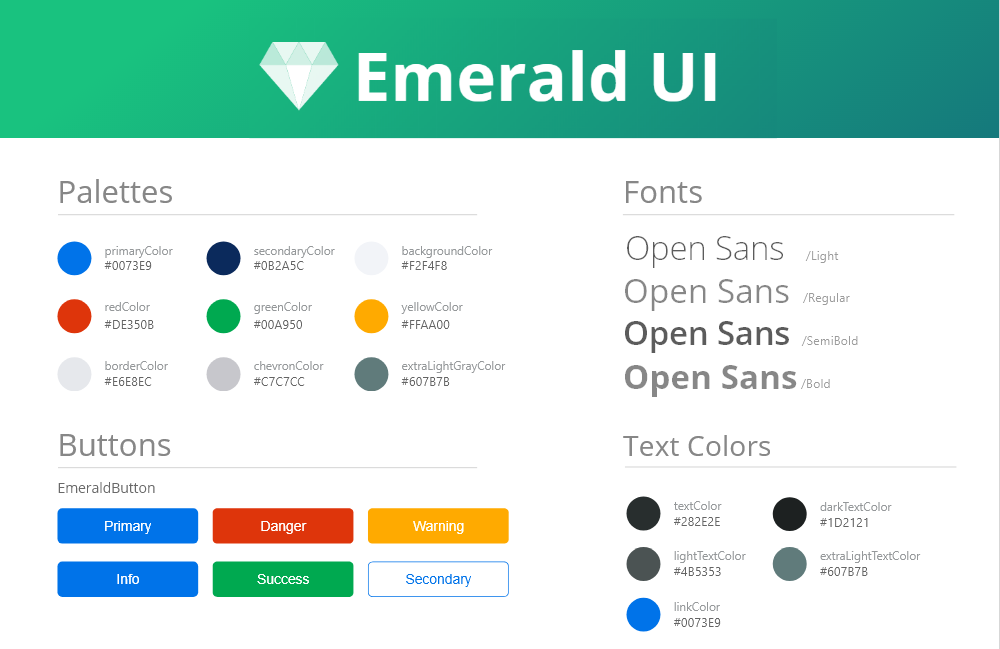 Emerald UI
Palettes
primaryColor
#0073E9
secondaryColor
#0B2A5C
backgroundColor
#F2F4F8
redColor
#DE350B
greenColor
#00A950
yellowColor
#FFAA00
borderColor
#E6E8EC
chevronColor
#C7C7CC
extraLightGrayColor
#607B7B
Buttons
EmeraldButton
Primary
Danger
Warning
Info
Success
Secondary
Fonts
Open Sans /Light
Open Sans /Regular
Open Sans /SemiBold
Open Sans /Bold
Text Colors
textColor
#282E2E
darkTextColor
#1D2121
lightTextColor
#4B5353
extraLightTextColor
#607B7B
linkColor
#0073E9